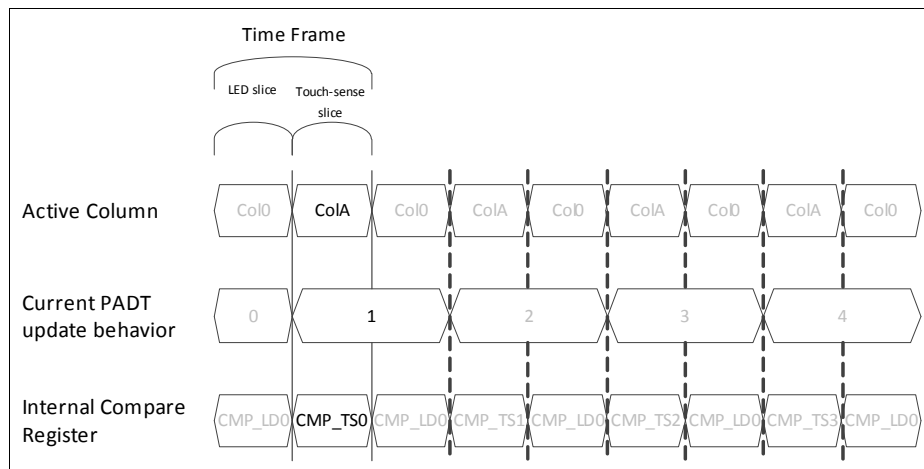 Time Frame
LED slice
Touch-sense
slice
Active Column
Col0 ColA Col0 ColA Col0 ColA Col0 ColA Col0
Current PADT
update behavior
0 1 2 3 4
Internal Compare
Register
CMP_LD0 CMP_TS0 CMP_LD0 CMP_TS1 CMP_LD0 CMP_TS2 CMP_LD0 CMP_TS3 CMP_LD0